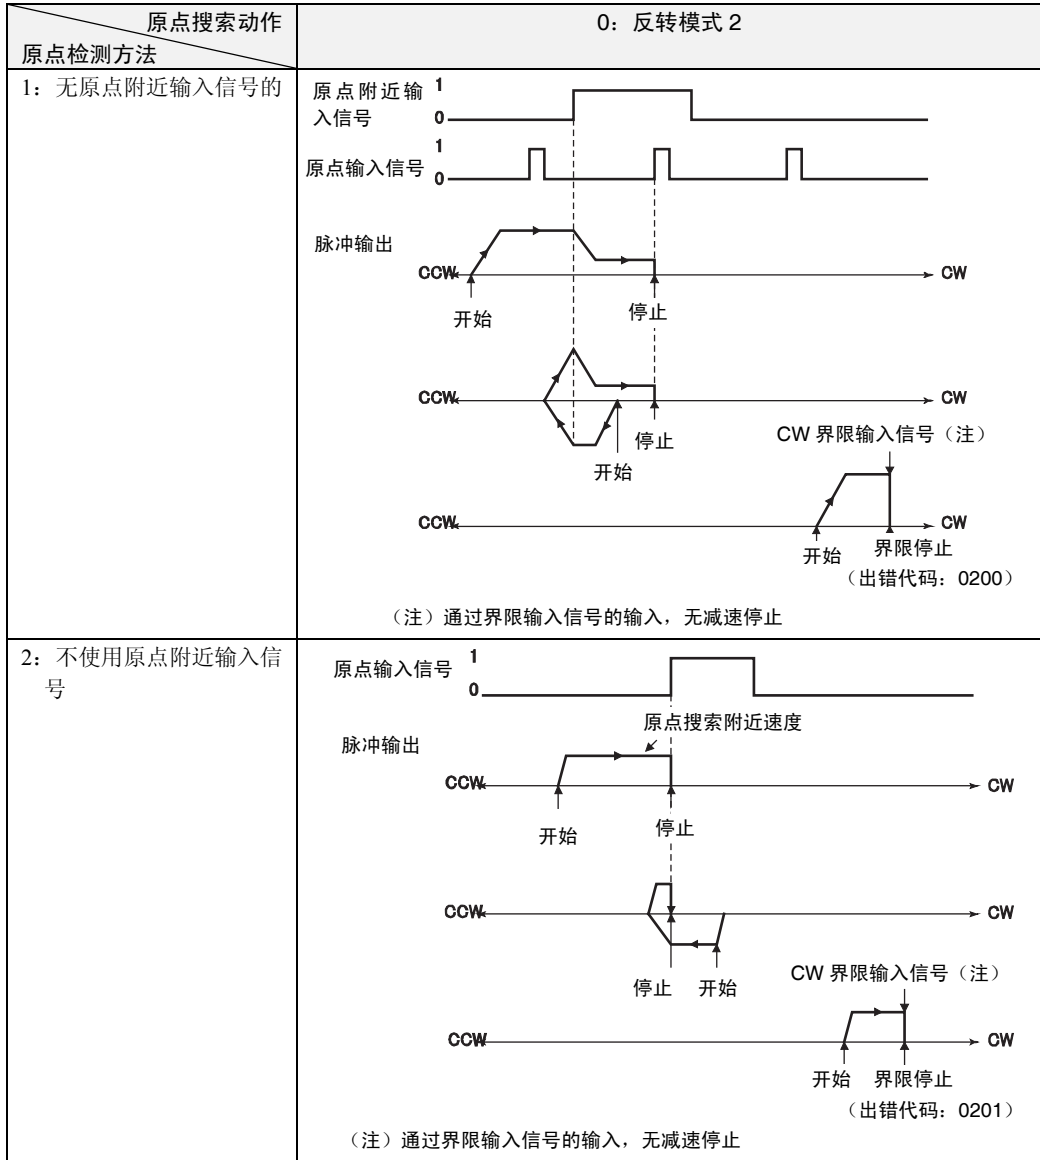 原点搜索动作
原点检测方法
0：反转模式 2
1：无原点附近输入信号的
原点附近输
入信号
1
0
原点输入信号
1
0
脉冲输出
CCW
CW
开始
停止
CCW
CW
停止
开始
CW 界限输入信号（注）
CCW
CW
开始
界限停止
（出错代码：0200）
（注）通过界限输入信号的输入，无减速停止
2：不使用原点附近输入信
号
原点输入信号
1
0
原点搜索附近速度
脉冲输出
CCW
CW
开始
停止
CCW
CW
停止
开始
CW 界限输入信号（注）
CCW
CW
开始
界限停止
（出错代码：0201）
（注）通过界限输入信号的输入，无减速停止